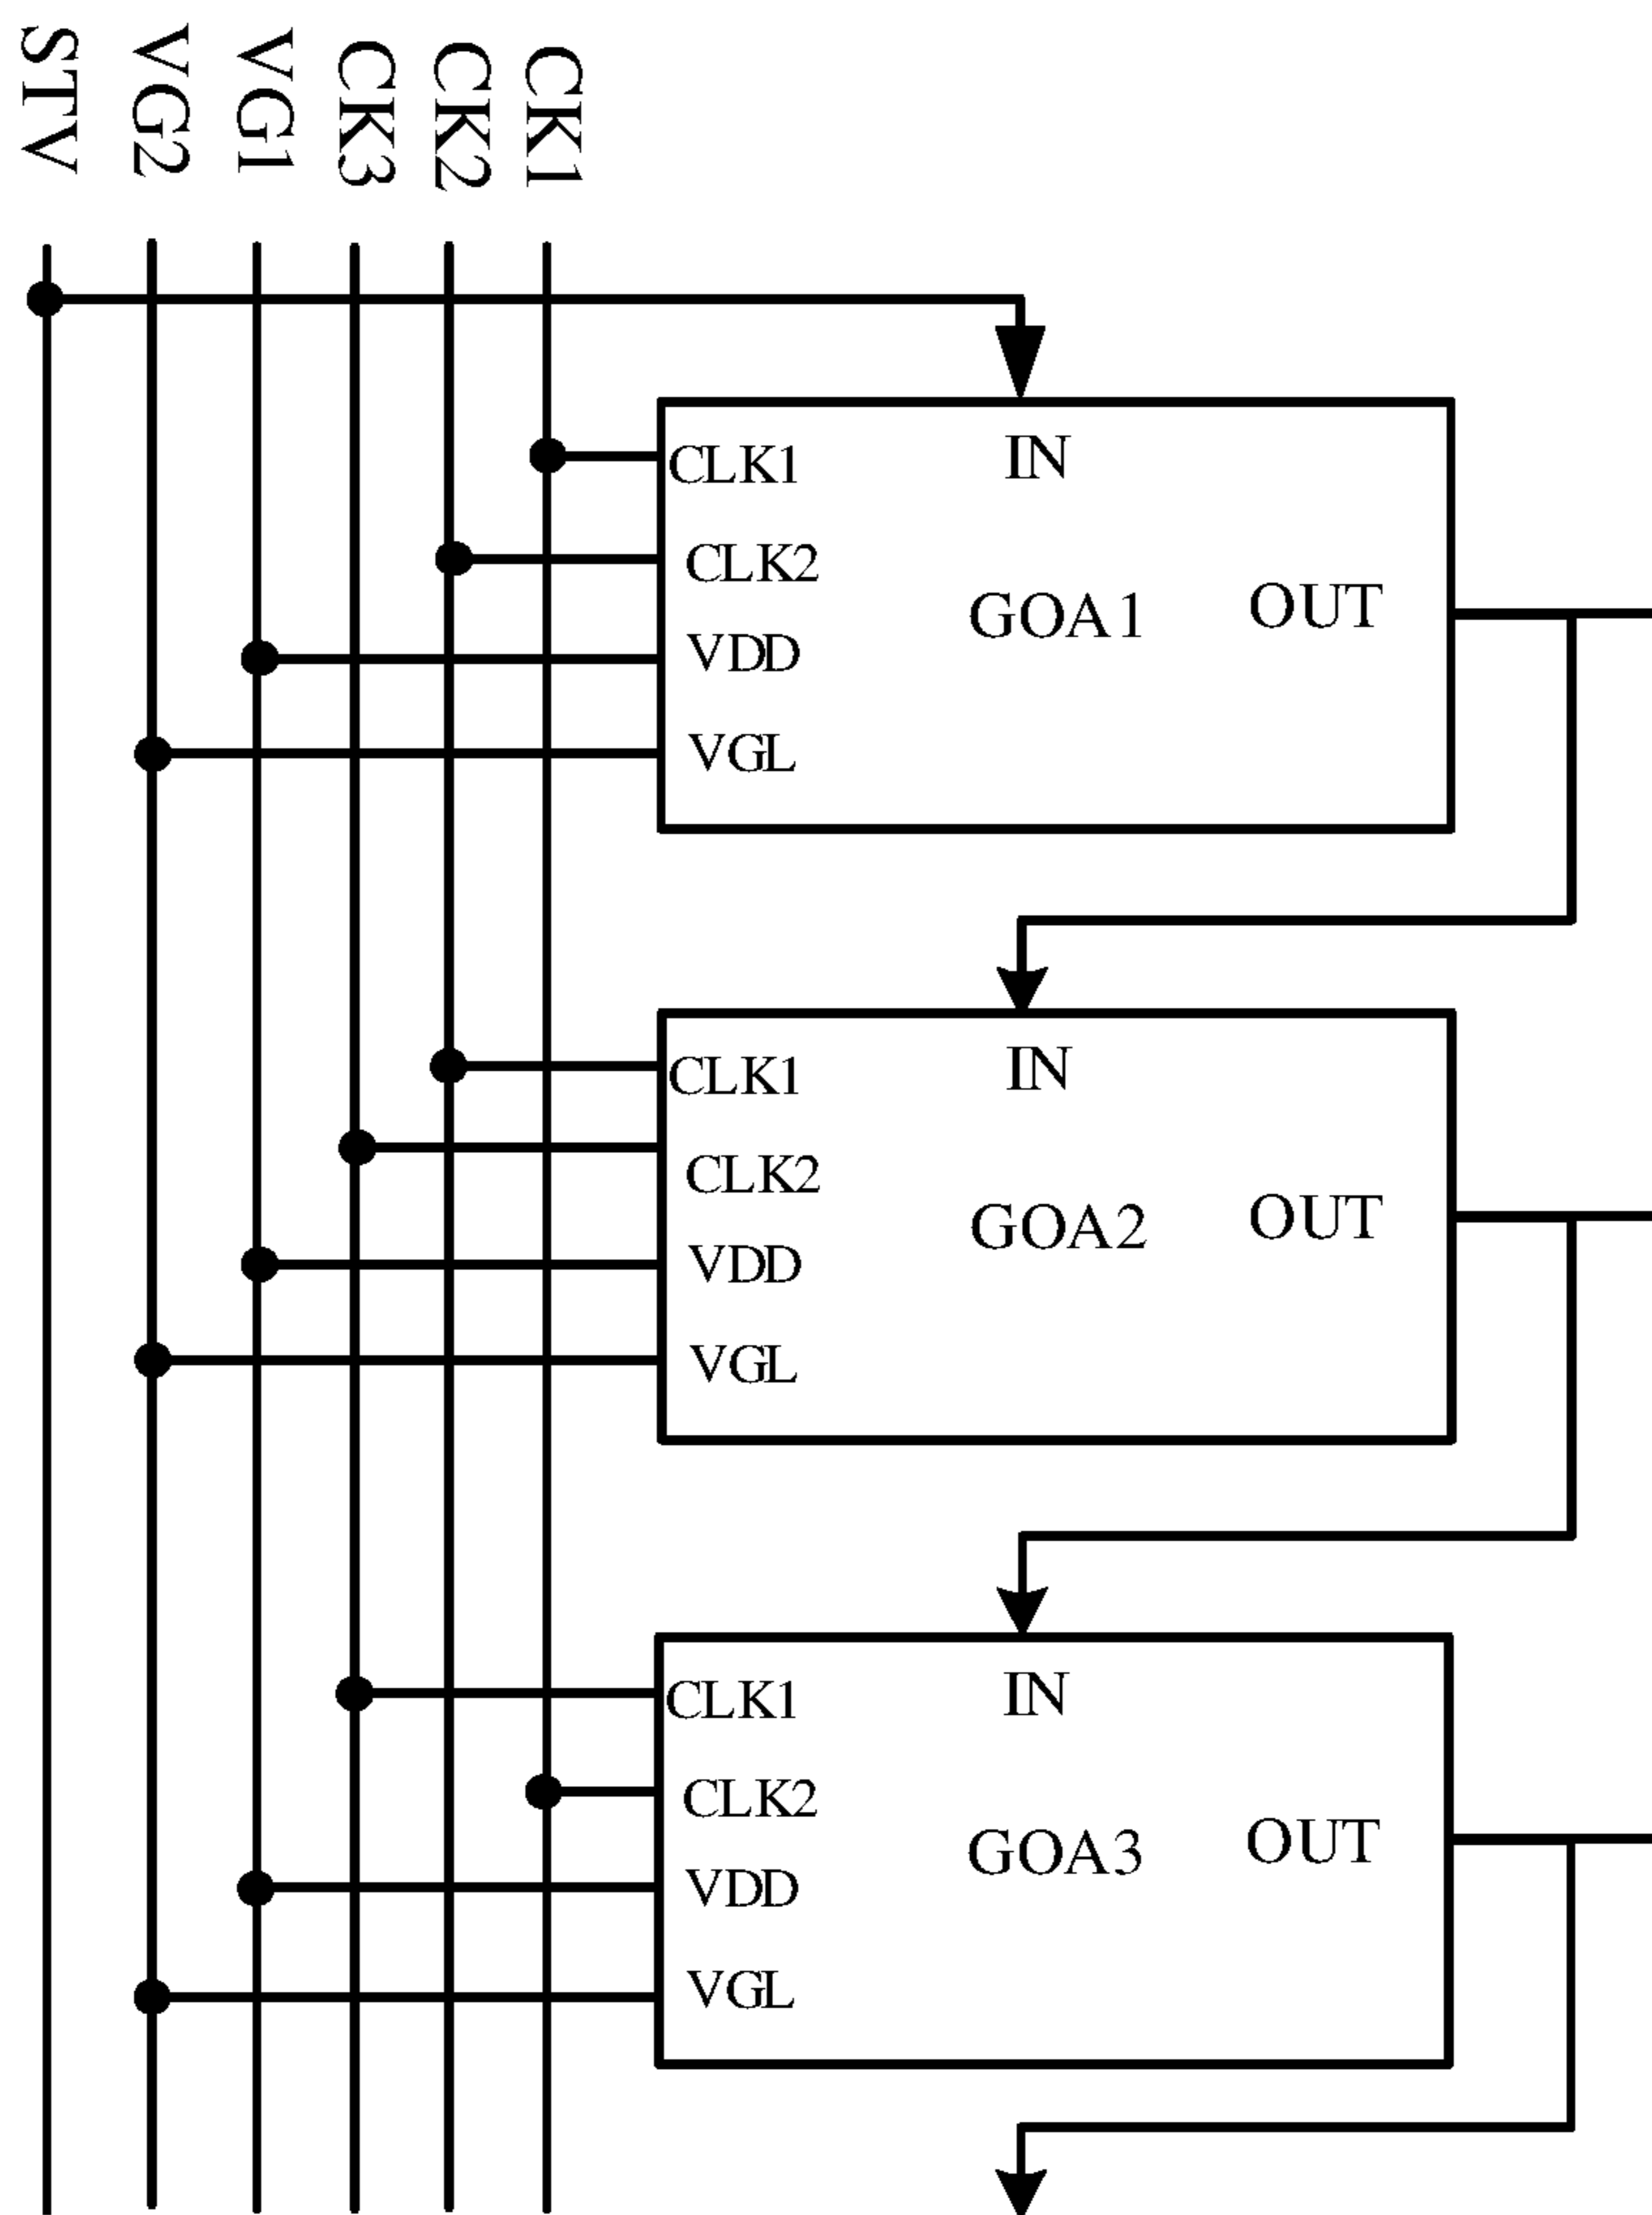 STV
VG2
VG1
CK3
CK2
CK1
IN
CLK1
CLK2
GOA1
OUT
VDD
VGL
IN
CLK1
CLK2
GOA2
OUT
VDD
VGL
IN
CLK1
CLK2
GOA3
OUT
VDD
VGL